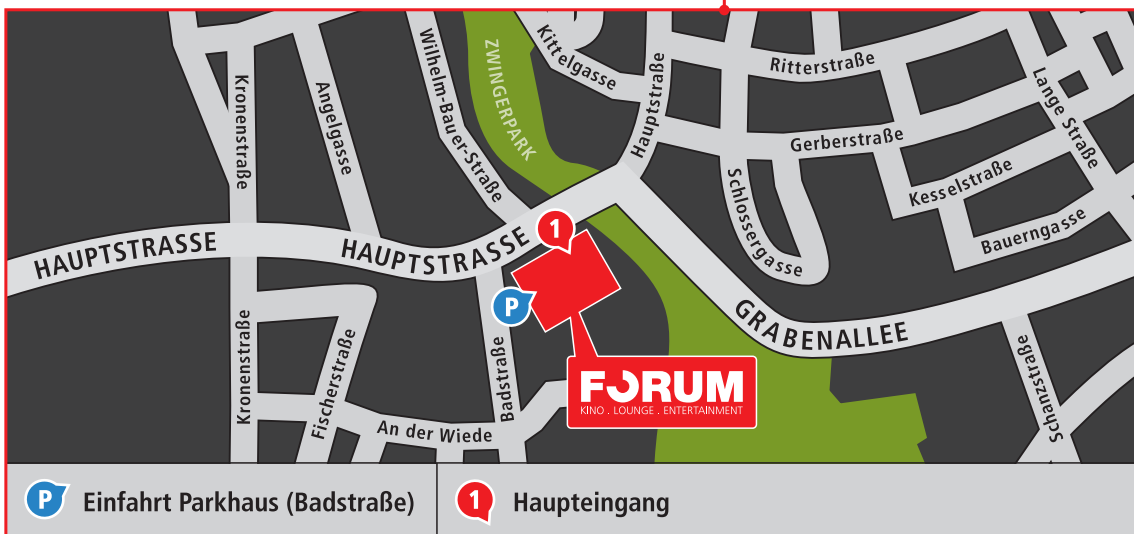 Kittelgasse
Wilhelm-Bauer-Straße
ZWINGERPARK
Hauptstraße
Ritterstraße
Lange Straße
Kronenstraße
Angelgasse
Gerberstraße
Kesselstraße
Schlossergasse
Bauerngasse
HAUPTSTRASSE
HAUPTSTRASSE
1
P
GRABENALLEE
Kronenstraße
Fischerstraße
Badstraße
An der Wiede
Schanzstraße
FORUM
KINO . LOUNGE . ENTERTAINMENT
P Einfahrt Parkhaus (Badstraße)
1 Haupteingang